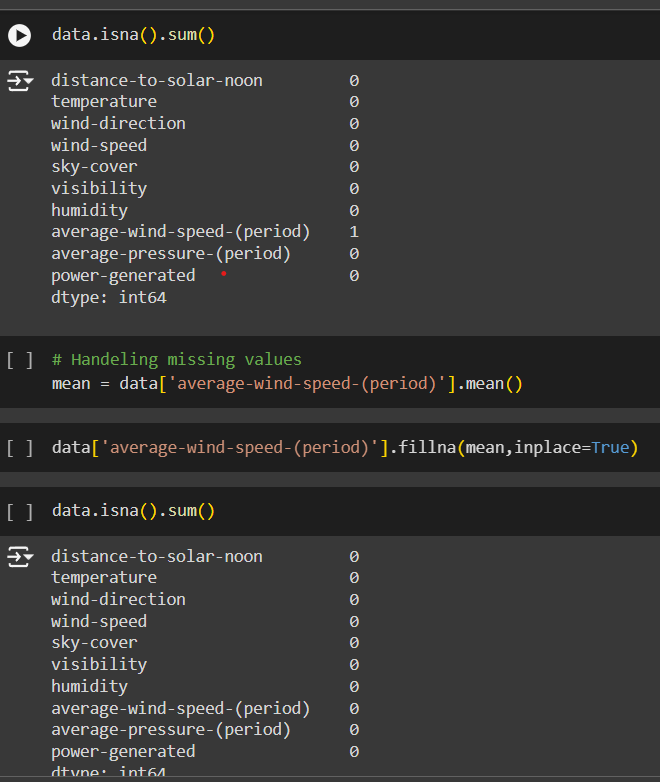 data.isna().sum()
distance-to-solar-noon 0
temperature 0
wind-direction 0
wind-speed 0
sky-cover 0
visibility 0
humidity 0
average-wind-speed-(period) 1
average-pressure-(period) 0
power-generated 0
dtype: int64
[ ] # Handeling missing values
mean = data['average-wind-speed-(period)'].mean()
[ ] data['average-wind-speed-(period)'].fillna(mean,inplace=True)
[ ] data.isna().sum()
distance-to-solar-noon 0
temperature 0
wind-direction 0
wind-speed 0
sky-cover 0
visibility 0
humidity 0
average-wind-speed-(period) 0
average-pressure-(period) 0
power-generated 0
dtype: int64